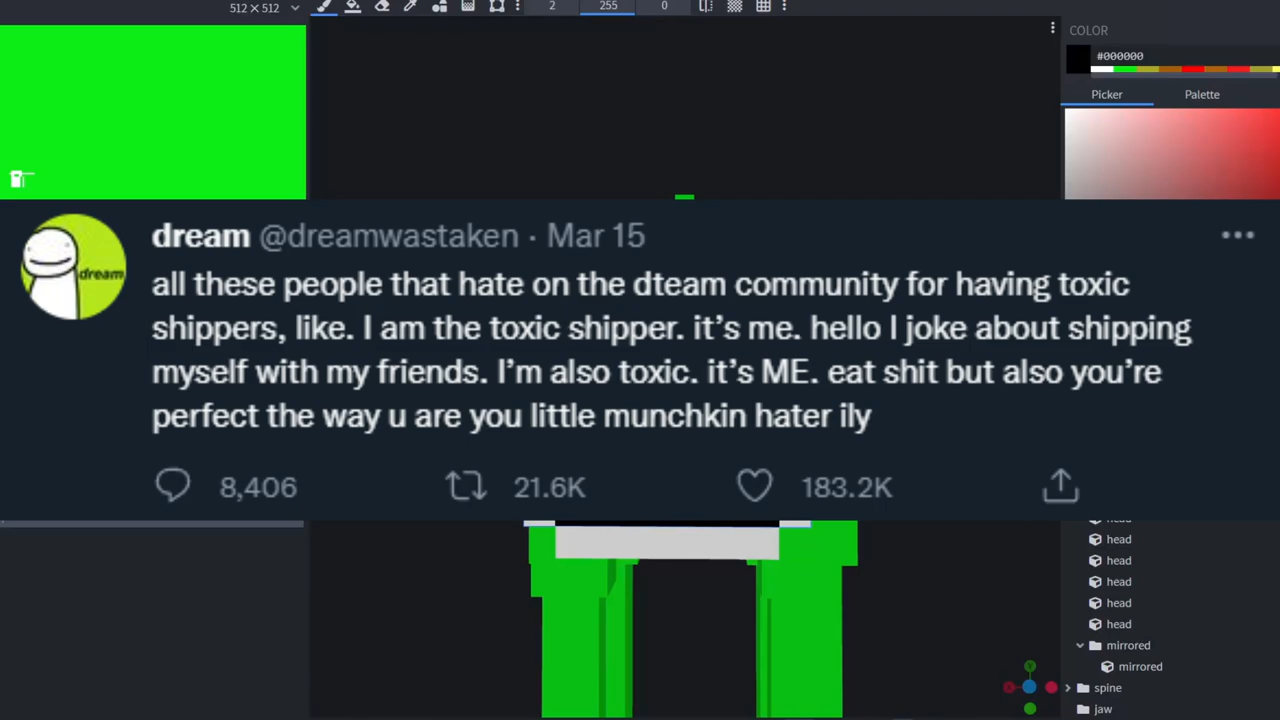 512 × 512
2
255
0
COLOR
#000000
Picker
Palette
dream @dreamwastaken · Mar 15
dream
all these people that hate on the dteam community for having toxic
shippers, like. I am the toxic shipper. it's me. hello I joke about shipping
myself with my friends. I'm also toxic. it's ME. eat shit but also you're
perfect the way u are you little munchkin hater ily
8,406
21.6K
183.2K
head
head
head
head
head
head
mirrored
mirrored
spine
jaw
Y